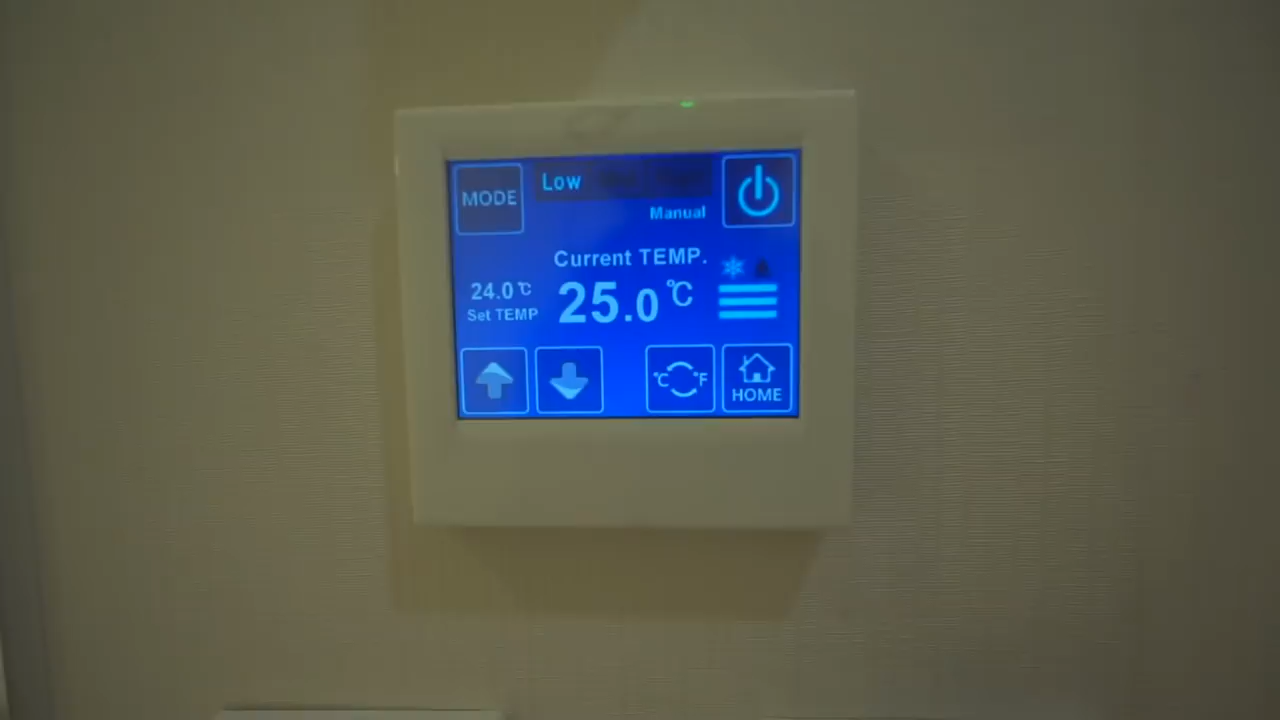 MODE
Low
Manual
Current TEMP.
24.0℃
25.0℃
Set TEMP
℃ °F
HOME